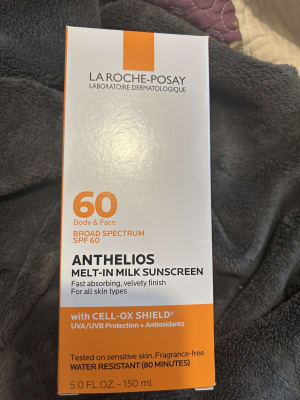 LA ROCHE-POSAY
LABORATOIRE DERMATOLOGIQUE
60
Body & Face
BROAD SPECTRUM
SPF 60
ANTHELIOS
MELT-IN MILK SUNSCREEN
Fast absorbing, velvety finish
For all skin types
with CELL-OX SHIELD®
UVA/UVB Protection + Antioxidants
Tested on sensitive skin. Fragrance-free
WATER RESISTANT (80 MINUTES)
5.0 FL.OZ. - 150 ml